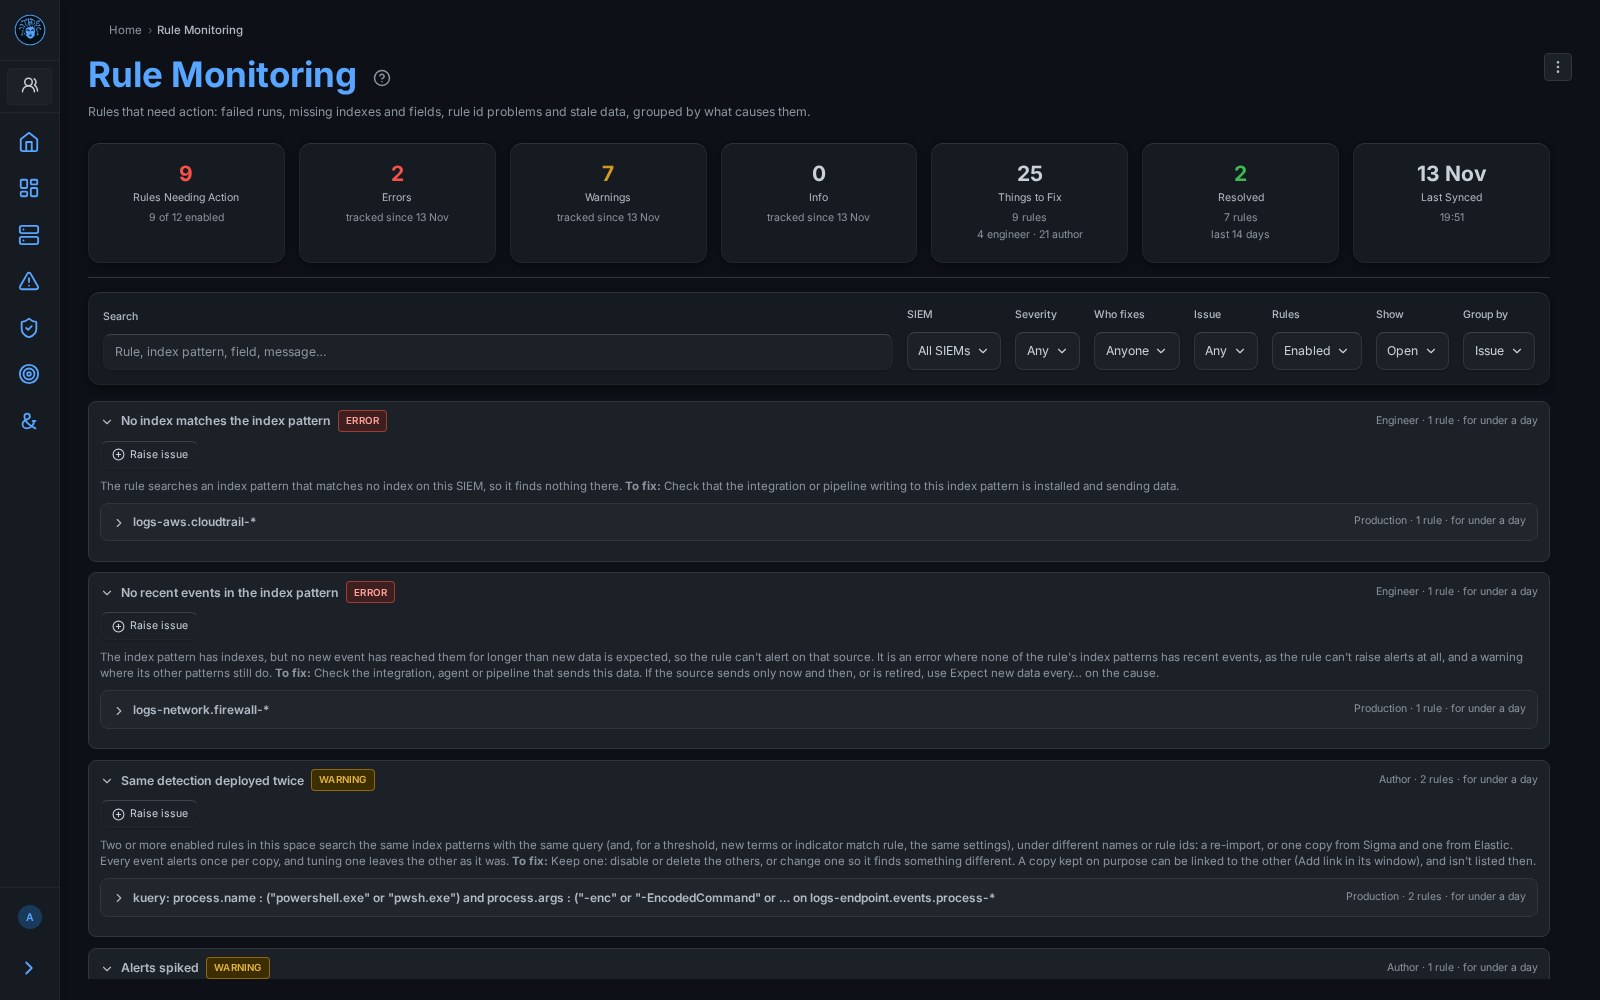 Home › Rule Monitoring
Rule Monitoring
Rules that need action: failed runs, missing indexes and fields, rule id problems and stale data, grouped by what causes them.
9
Rules Needing Action
9 of 12 enabled
2
Errors
tracked since 13 Nov
7
Warnings
tracked since 13 Nov
0
Info
tracked since 13 Nov
25
Things to Fix
9 rules
4 engineer · 21 author
2
Resolved
7 rules
last 14 days
13 Nov
Last Synced
19:51
Search
Rule, index pattern, field, message...
SIEM
All SIEMs
Severity
Any
Who fixes
Anyone
Issue
Any
Rules
Enabled
Show
Open
Group by
Issue
No index matches the index pattern ERROR
Engineer · 1 rule · for under a day
Raise issue
The rule searches an index pattern that matches no index on this SIEM, so it finds nothing there. To fix: Check that the integration or pipeline writing to this index pattern is installed and sending data.
logs-aws.cloudtrail-*
Production · 1 rule · for under a day
No recent events in the index pattern ERROR
Engineer · 1 rule · for under a day
Raise issue
The index pattern has indexes, but no new event has reached them for longer than new data is expected, so the rule can't alert on that source. It is an error where none of the rule's index patterns has recent events, as the rule can't raise alerts at all, and a warning
where its other patterns still do. To fix: Check the integration, agent or pipeline that sends this data. If the source sends only now and then, or is retired, use Expect new data every... on the cause.
logs-network.firewall-*
Production · 1 rule · for under a day
Same detection deployed twice WARNING
Author · 2 rules · for under a day
Raise issue
Two or more enabled rules in this space search the same index patterns with the same query (and, for a threshold, new terms or indicator match rule, the same settings), under different names or rule ids: a re-import, or one copy from Sigma and one from Elastic.
Every event alerts once per copy, and tuning one leaves the other as it was. To fix: Keep one: disable or delete the others, or change one so it finds something different. A copy kept on purpose can be linked to the other (Add link in its window), and isn't listed then.
kuery: process.name : ("powershell.exe" or "pwsh.exe") and process.args : ("-enc" or "-EncodedCommand" or ... on logs-endpoint.events.process-*
Production · 2 rules · for under a day
Alerts spiked WARNING
Author · 1 rule · for under a day
A